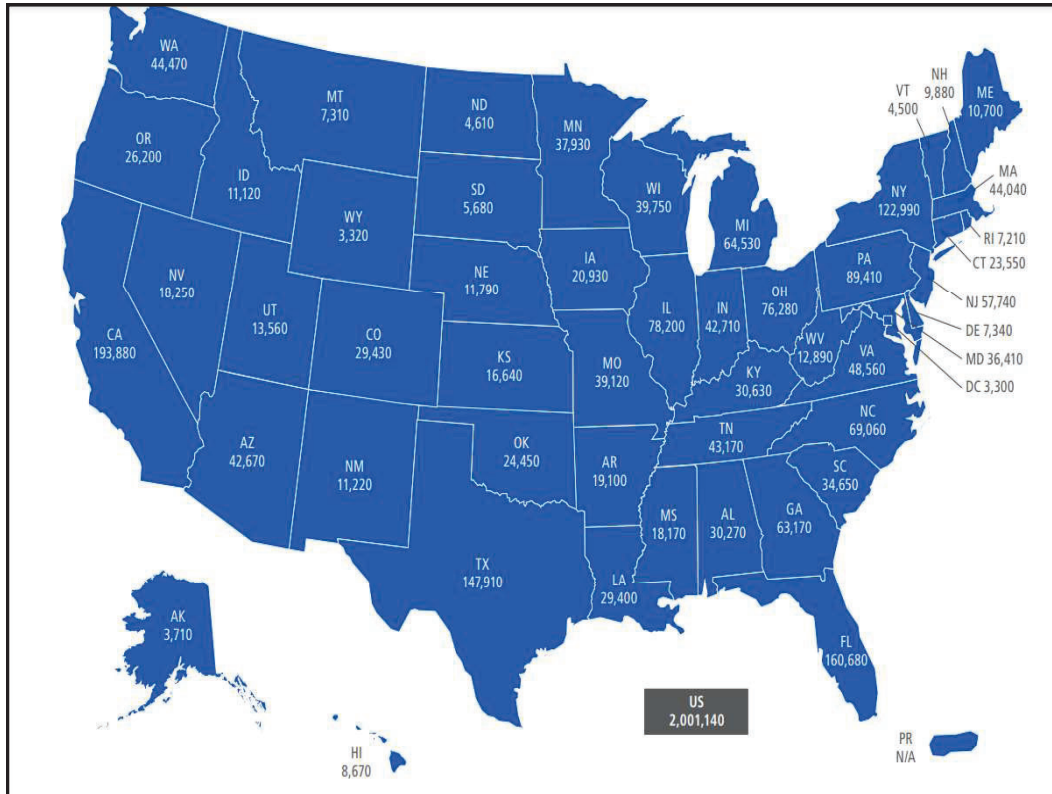 WA
44,470
OR
26,200
CA
193,880
NV
18,250
ID
11,120
MT
7,310
WY
3,320
UT
13,560
AZ
42,670
CO
29,430
NM
11,220
ND
4,610
SD
5,680
NE
11,790
KS
16,640
OK
24,450
TX
147,910
MN
37,930
IA
20,930
MO
39,120
AR
19,100
LA
29,400
WI
39,750
IL
78,200
MI
64,530
IN
42,710
OH
76,280
KY
30,630
TN
43,170
MS
18,170
AL
30,270
GA
63,170
FL
160,680
SC
34,650
NC
69,060
VA
48,560
WV
12,890
PA
89,410
NY
122,990
VT
4,500
NH
9,880
ME
10,700
MA
44,040
RI 7,210
CT 23,550
NJ 57,740
DE 7,340
MD 36,410
DC 3,300
AK
3,710
HI
8,670
US
2,001,140
PR
N/A